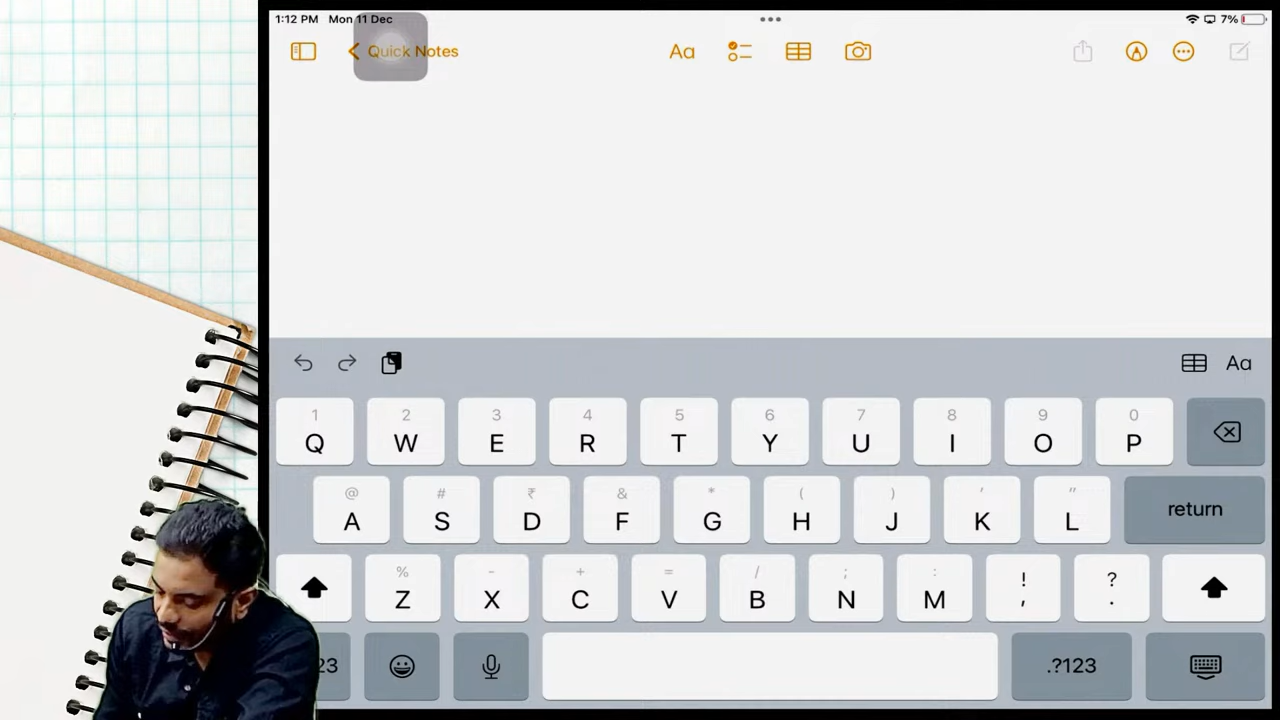 1:12 PM Mon 11 Dec
7%
Quick Notes
Aa
Aa
1 2 3 4 5 6 7 8 9 0
Q W E R T Y U I O P
@ # ₹ & * ( ) ' "
A S D F G H J K L return
% - + = / ; : ! ?
Z X C V B N M , .
23 .?123